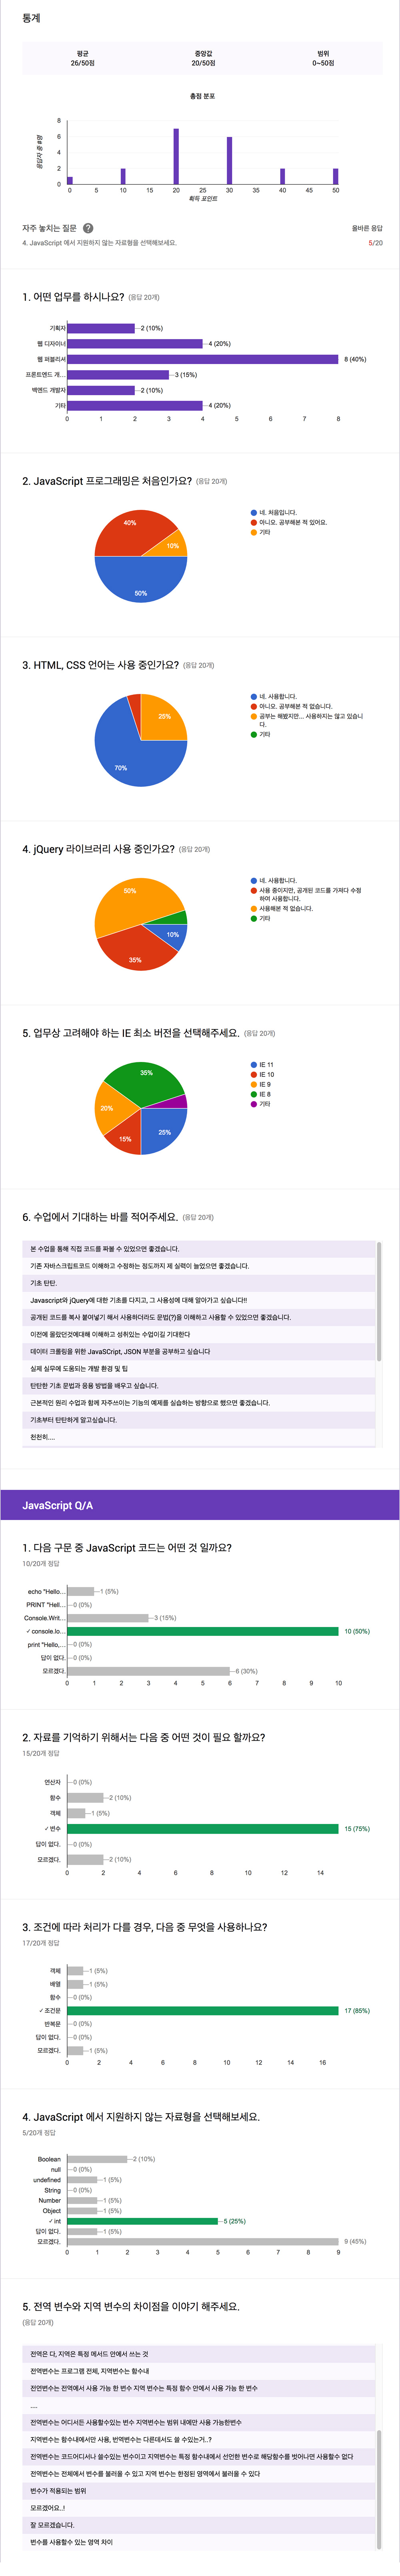 통계
평균
중앙값
범위
26/50점
20/50점
0~50점
총점 분포
응답자 중 #명
8
6
4
2
0
0 5 10 15 20 25 30 35 40 45 50
획득 포인트
자주 놓치는 질문 ?
올바른 응답
4. JavaScript 에서 지원하지 않는 자료형을 선택해보세요.
5/20
1. 어떤 업무를 하시나요? (응답 20개)
기획자 2 (10%)
웹 디자이너 4 (20%)
웹 퍼블리셔 8 (40%)
프론트엔드 개... 3 (15%)
백엔드 개발자 2 (10%)
기타 4 (20%)
0 1 2 3 4 5 6 7 8
2. JavaScript 프로그래밍은 처음인가요? (응답 20개)
40%
10%
50%
네. 처음입니다.
아니오. 공부해본 적 있어요.
기타
3. HTML, CSS 언어는 사용 중인가요? (응답 20개)
25%
70%
네. 사용합니다.
아니오. 공부해본 적 없습니다.
공부는 해봤지만... 사용하지는 않고 있습니
다.
기타
4. jQuery 라이브러리 사용 중인가요? (응답 20개)
50%
10%
35%
네. 사용합니다.
사용 중이지만, 공개된 코드를 가져다 수정
하여 사용합니다.
사용해본 적 없습니다.
기타
5. 업무상 고려해야 하는 IE 최소 버전을 선택해주세요. (응답 20개)
35%
20%
15%
25%
IE 11
IE 10
IE 9
IE 8
기타
6. 수업에서 기대하는 바를 적어주세요. (응답 20개)
본 수업을 통해 직접 코드를 짜볼 수 있었으면 좋겠습니다.
기존 자바스크립트코드 이해하고 수정하는 정도까지 제 실력이 늘었으면 좋겠습니다.
기초 탄탄.
Javascript와 jQuery에 대한 기초를 다지고, 그 사용성에 대해 알아가고 싶습니다!!
공개된 코드를 복사 붙여넣기 해서 사용하더라도 문법(?)을 이해하고 사용할 수 있었으면 좋겠습니다.
이전에 몰랐던것에대해 이해하고 성취있는 수업이길 기대한다
데이터 크롤링을 위한 JavaSCript, JSON 부분을 공부하고 싶습니다
실제 실무에 도움되는 개발 환경 및 팁
탄탄한 기초 문법과 응용 방법을 배우고 싶습니다.
근본적인 원리 수업과 함께 자주쓰이는 기능의 예제를 실습하는 방향으로 했으면 좋겠습니다.
기초부터 탄탄하게 알고싶습니다.
천천히....
JavaScript Q/A
1. 다음 구문 중 JavaScript 코드는 어떤 것 일까요?
10/20개 정답
echo "Hello... 1 (5%)
PRINT "Hell... 0 (0%)
Console.Writ... 3 (15%)
✓ console.lo... 10 (50%)
print "Hello,... 0 (0%)
답이 없다. 0 (0%)
모르겠다. 6 (30%)
0 1 2 3 4 5 6 7 8 9 10
2. 자료를 기억하기 위해서는 다음 중 어떤 것이 필요 할까요?
15/20개 정답
연산자 0 (0%)
함수 2 (10%)
객체 1 (5%)
✓ 변수 15 (75%)
답이 없다. 0 (0%)
모르겠다. 2 (10%)
0 2 4 6 8 10 12 14
3. 조건에 따라 처리가 다를 경우, 다음 중 무엇을 사용하나요?
17/20개 정답
객체 1 (5%)
배열 1 (5%)
함수 0 (0%)
✓ 조건문 17 (85%)
반복문 0 (0%)
답이 없다. 0 (0%)
모르겠다. 1 (5%)
0 2 4 6 8 10 12 14 16
4. JavaScript 에서 지원하지 않는 자료형을 선택해보세요.
5/20개 정답
Boolean 2 (10%)
null 0 (0%)
undefined 1 (5%)
String 0 (0%)
Number 1 (5%)
Object 1 (5%)
✓ int 5 (25%)
답이 없다. 1 (5%)
모르겠다. 9 (45%)
0 1 2 3 4 5 6 7 8 9
5. 전역 변수와 지역 변수의 차이점을 이야기 해주세요.
(응답 20개)
전역은 다, 지역은 특정 메서드 안에서 쓰는 것
전역변수는 프로그램 전체, 지역변수는 함수내
전연변수는 전역에서 사용 가능 한 변수 지역 변수는 특정 함수 안에서 사용 가능 한 변수
....
전역변수는 어디서든 사용할수있는 변수 지역변수는 범위 내에만 사용 가능한변수
지역변수는 함수내에서만 사용, 번역변수는 다른데서도 쓸 수있는거..?
전역변수는 코드어디서나 쓸수있는 변수이고 지역변수는 특정 함수내에서 선언한 변수로 해당함수를 벗어나면 사용할수 없다
전역변수는 전체에서 변수를 불러올 수 있고 지역 변수는 한정된 영역에서 불러올 수 있다
변수가 적용되는 범위
모르겠어요..!
잘 모르겠습니다.
변수를 사용할수 있는 영역 차이